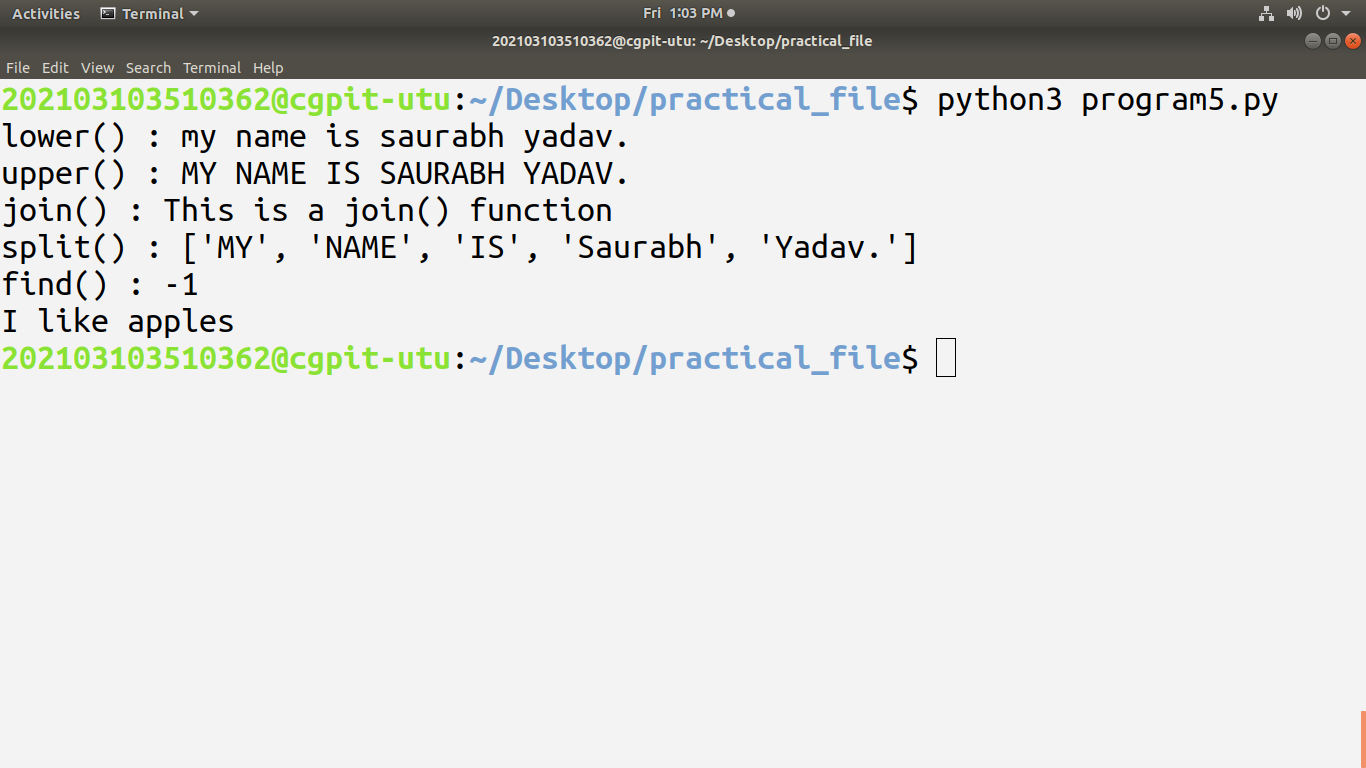 Activities Terminal Fri 1:03 PM
202103103510362@cgpit-utu: ~/Desktop/practical_file
File Edit View Search Terminal Help
202103103510362@cgpit-utu:~/Desktop/practical_file$ python3 program5.py
lower() : my name is saurabh yadav.
upper() : MY NAME IS SAURABH YADAV.
join() : This is a join() function
split() : ['MY', 'NAME', 'IS', 'Saurabh', 'Yadav.']
find() : -1
I like apples
202103103510362@cgpit-utu:~/Desktop/practical_file$